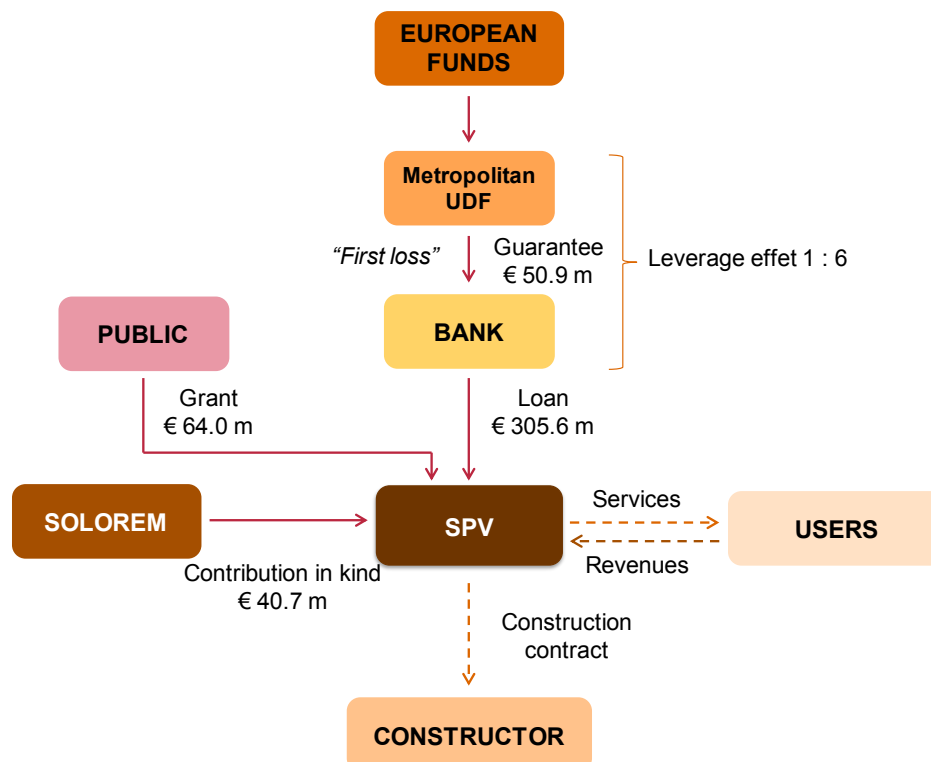 EUROPEAN
FUNDS
Metropolitan
UDF
“First loss”
Guarantee
€ 50.9 m
Leverage effet 1 : 6
PUBLIC
BANK
Grant
€ 64.0 m
Loan
€ 305.6 m
SOLOREM
SPV
Services
USERS
Revenues
Contribution in kind
€ 40.7 m
Construction
contract
CONSTRUCTOR